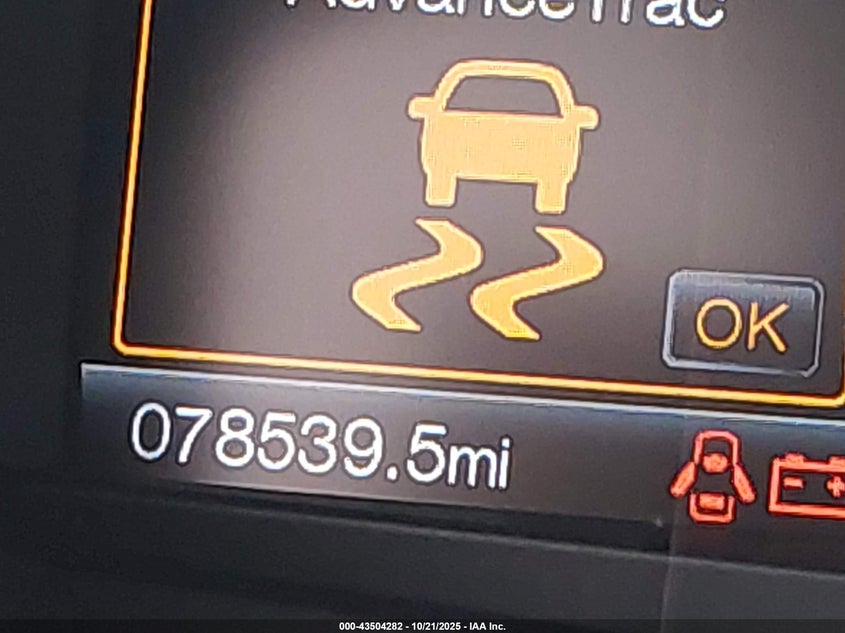 AdvanceTrac
OK
078539.5mi
000-43504282 - 10/21/2025 - IAA Inc.